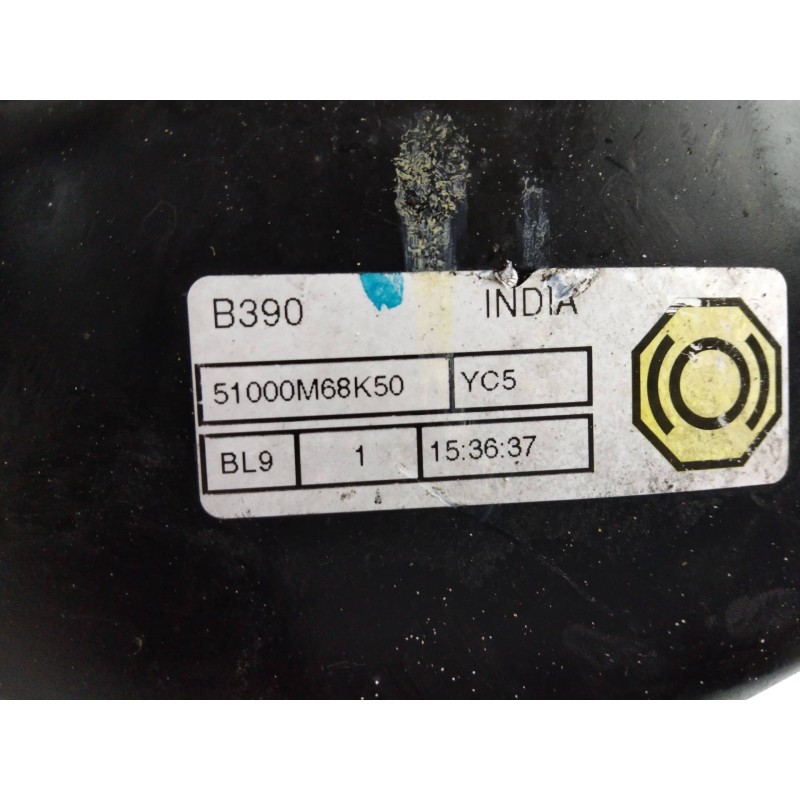 B390 INDIA
51000M68K50 YC5
BL9 1 15:36:37